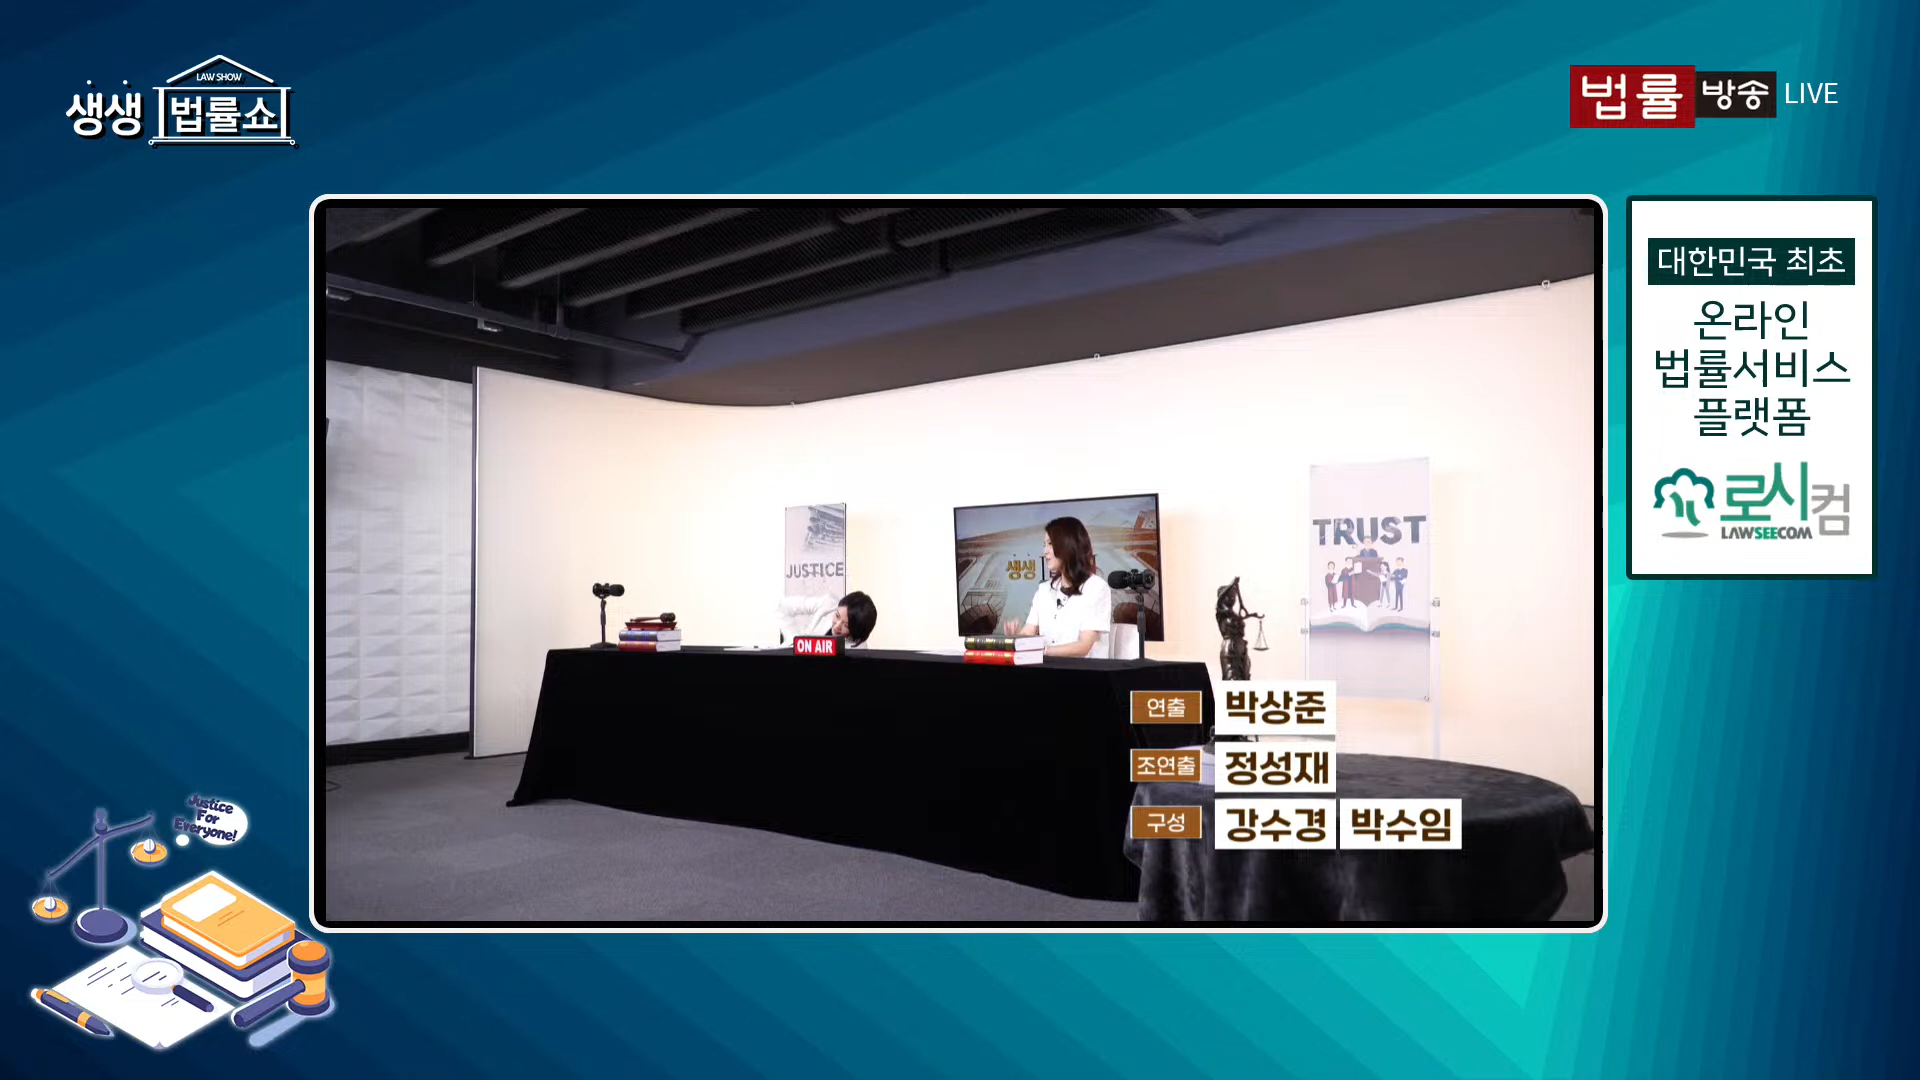 LAW SHOW
생생 법률쇼
법률방송 LIVE
대한민국 최초
온라인
법률서비스
플랫폼
로시컴
LAWSEECOM
JUSTICE
생생
TRUST
ON AIR
연출 박상준
조연출 정성재
구성 강수경 박수임
Justice
For
Everyone!